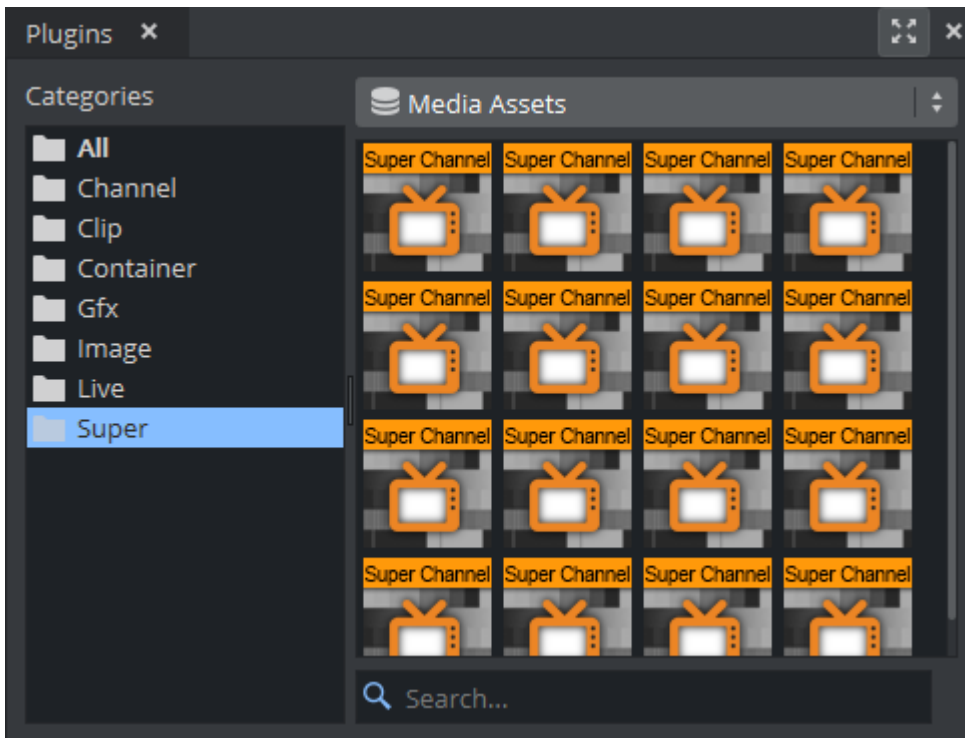 Plugins
Categories
Media Assets
All
Channel
Clip
Container
Gfx
Image
Live
Super
Super Channel Super Channel Super Channel Super Channel
Super Channel Super Channel Super Channel Super Channel
Super Channel Super Channel Super Channel Super Channel
Super Channel Super Channel Super Channel Super Channel
Search...